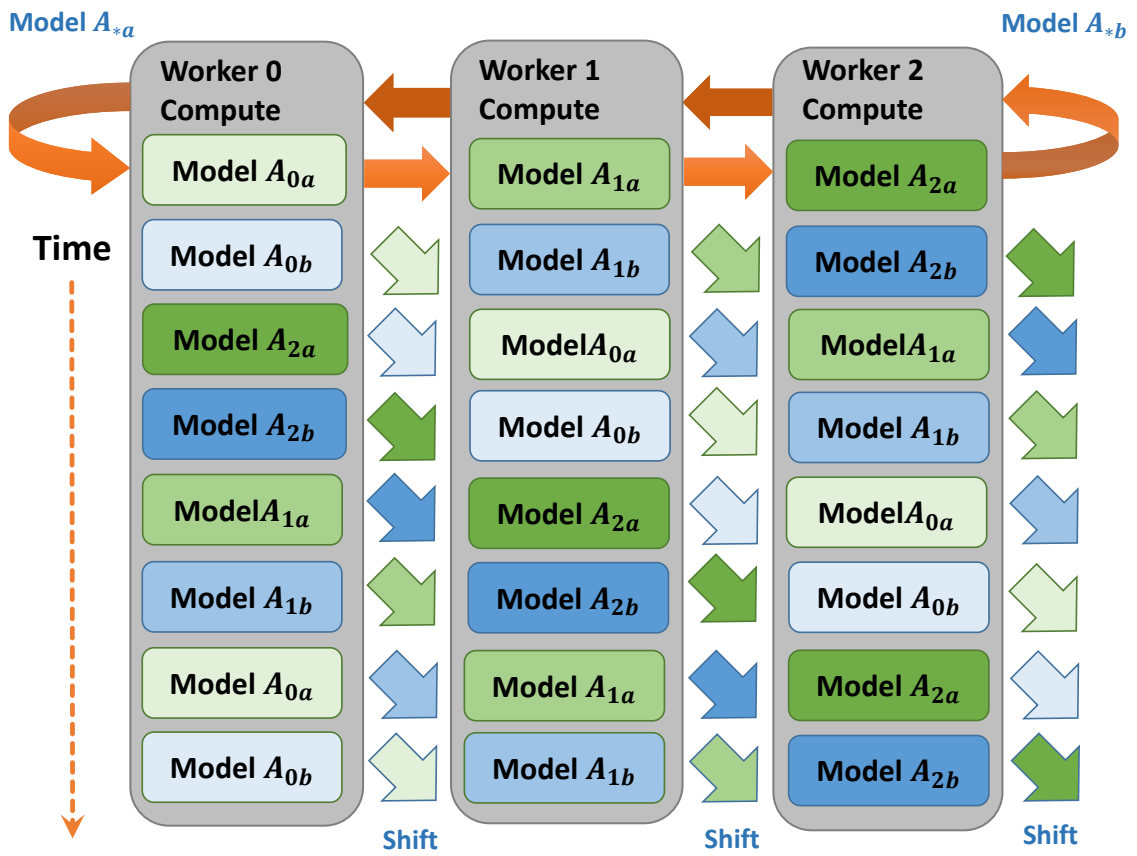 Model A*a
Model A*b
Worker 0
Compute
Worker 1
Compute
Worker 2
Compute
Model A0a
Model A1a
Model A2a
Time
Model A0b
Model A1b
Model A2b
Model A2a
ModelA0a
ModelA1a
Model A2b
Model A0b
Model A1b
ModelA1a
Model A2a
ModelA0a
Model A1b
Model A2b
Model A0b
Model A0a
Model A1a
Model A2a
Model A0b
Model A1b
Model A2b
Shift
Shift
Shift